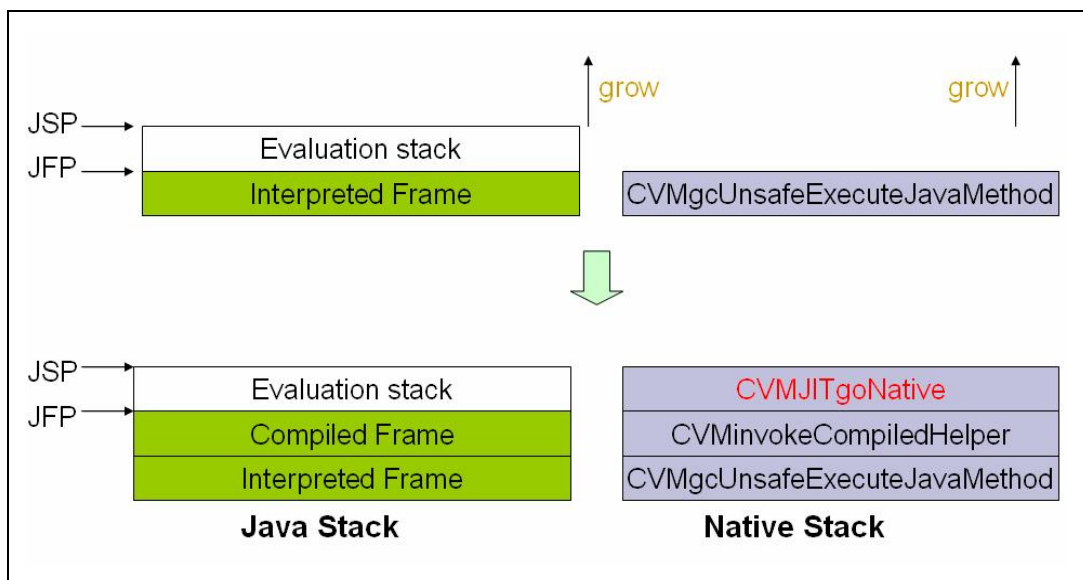 grow
grow
JSP
Evaluation stack
JFP
Interpreted Frame
CVMgcUnsafeExecuteJavaMethod
JSP
Evaluation stack
CVMJITgoNative
JFP
Compiled Frame
CVMinvokeCompiledHelper
Interpreted Frame
CVMgcUnsafeExecuteJavaMethod
Java Stack
Native Stack